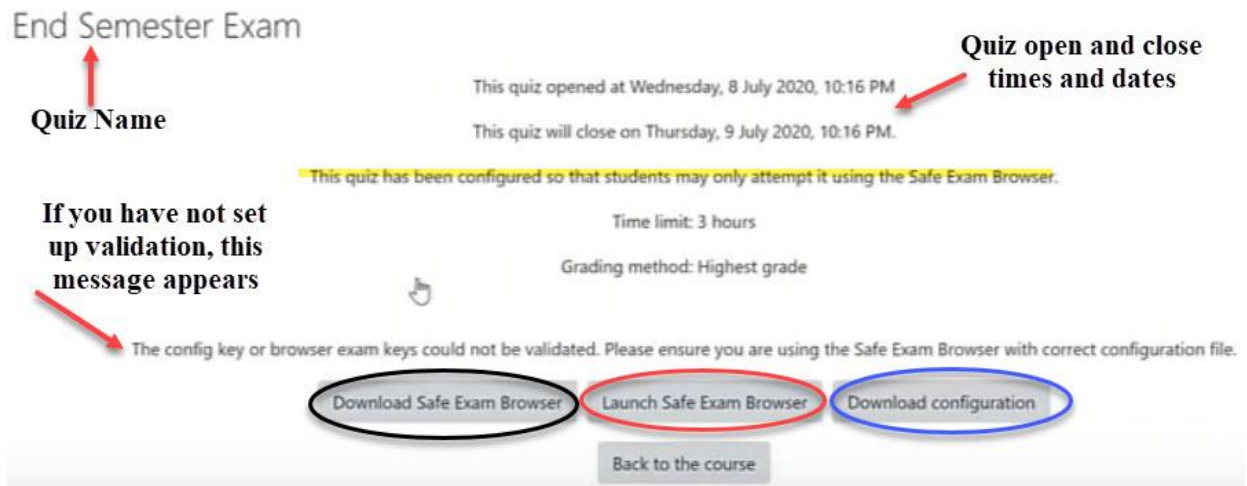 End Semester Exam
Quiz Name
Quiz open and close
times and dates
This quiz opened at Wednesday, 8 July 2020, 10:16 PM
This quiz will close on Thursday, 9 July 2020, 10:16 PM.
This quiz has been configured so that students may only attempt it using the Safe Exam Browser.
If you have not set
up validation, this
message appears
Time limit: 3 hours
Grading method: Highest grade
The config key or browser exam keys could not be validated. Please ensure you are using the Safe Exam Browser with correct configuration file.
Download Safe Exam Browser
Launch Safe Exam Browser
Download configuration
Back to the course